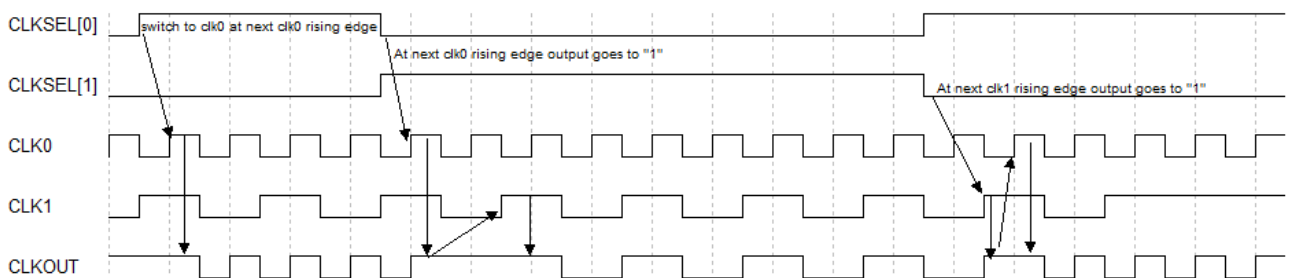 CLKSEL[0]
switch to clk0 at next clk0 rising edge
At next clk0 rising edge output goes to "1"
CLKSEL[1]
At next clk1 rising edge output goes to "1"
CLK0
CLK1
CLKOUT